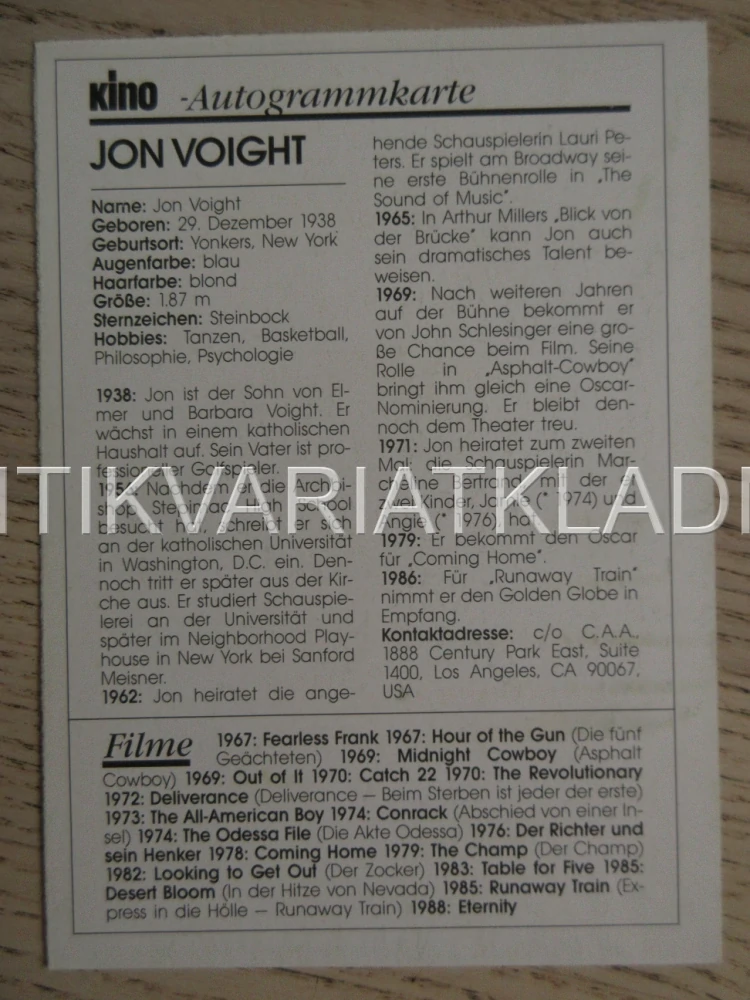 Kino -Autogrammkarte
JON VOIGHT
Name: Jon Voight
Geboren: 29. Dezember 1938
Geburtsort: Yonkers, New York
Augenfarbe: blau
Haarfarbe: blond
Größe: 1.87 m
Sternzeichen: Steinbock
Hobbies: Tanzen, Basketball,
Philosophie, Psychologie
1938: Jon ist der Sohn von El-
mer und Barbara Voight. Er
wächst in einem katholischen
Haushalt auf. Sein Vater ist pro-
fessioneller Golfspieler.
Nachdem er die Archbi-
shop Stepinac High School
besucht hat, schreibt er sich
an der katholischen Universität
in Washington, D.C. ein. Den-
noch tritt er später aus der Kir-
che aus. Er studiert Schauspie-
lerei an der Universität und
später im Neighborhood Play-
house in New York bei Sanford
Meisner.
1962: Jon heiratet die ange-
hende Schauspielerin Lauri Pe-
ters. Er spielt am Broadway sei-
ne erste Bühnenrolle in „The
Sound of Music".
1965: In Arthur Millers „Blick von
der Brücke" kann Jon auch
sein dramatisches Talent be-
weisen.
1969: Nach weiteren Jahren
auf der Bühne bekommt er
von John Schlesinger eine gro-
ße Chance beim Film. Seine
Rolle in „Asphalt-Cowboy"
bringt ihm gleich eine Oscar-
Nominierung. Er bleibt den-
noch dem Theater treu.
1971: Jon heiratet zum zweiten
Mal: die Schauspielerin Mar-
cheline Bertrand, mit der er
zwei Kinder, Jamie (* 1974) und
Angie (* 1976), hat.
1979: Er bekommt den Oscar
für „Coming Home".
1986: Für „Runaway Train"
nimmt er den Golden Globe in
Empfang.
Kontaktadresse: c/o C.A.A.,
1888 Century Park East, Suite
1400, Los Angeles, CA 90067,
USA
Filme 1967: Fearless Frank 1967: Hour of the Gun (Die fünf
Geächteten) 1969: Midnight Cowboy (Asphalt
Cowboy) 1969: Out of It 1970: Catch 22 1970: The Revolutionary
1972: Deliverance (Deliverance – Beim Sterben ist jeder der erste)
1973: The All-American Boy 1974: Conrack (Abschied von einer In-
sel) 1974: The Odessa File (Die Akte Odessa) 1976: Der Richter und
sein Henker 1978: Coming Home 1979: The Champ (Der Champ)
1982: Looking to Get Out (Der Zocker) 1983: Table for Five 1985:
Desert Bloom (In der Hitze von Nevada) 1985: Runaway Train (Ex-
press in die Hölle – Runaway Train) 1988: Eternity
NTIKVARIATKLADN